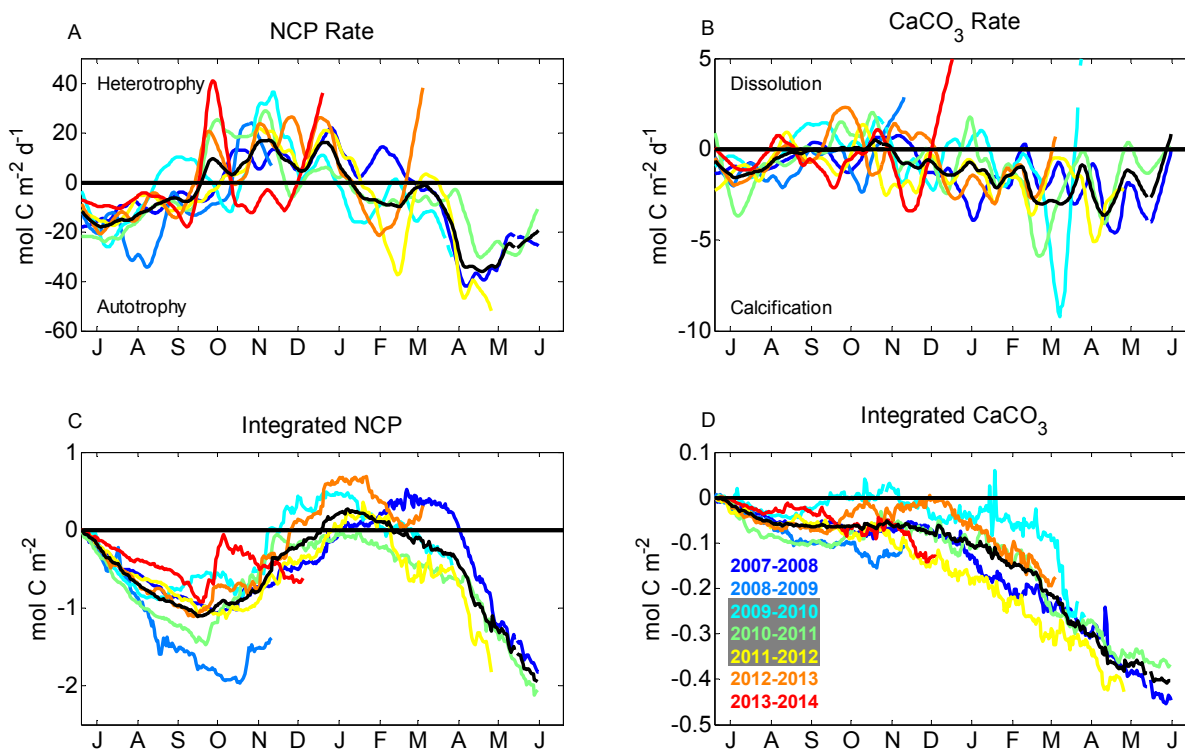 A
NCP Rate
mol C m⁻² d⁻¹
40
20
0
-20
-40
-60
Heterotrophy
Autotrophy
J A S O N D J F M A M J
B
CaCO₃ Rate
mol C m⁻² d⁻¹
5
0
-5
-10
Dissolution
Calcification
J A S O N D J F M A M J
C
Integrated NCP
mol C m⁻²
1
0
-1
-2
J A S O N D J F M A M J
D
Integrated CaCO₃
mol C m⁻²
0.1
0
-0.1
-0.2
-0.3
-0.4
-0.5
2007-2008
2008-2009
2009-2010
2010-2011
2011-2012
2012-2013
2013-2014
J A S O N D J F M A M J